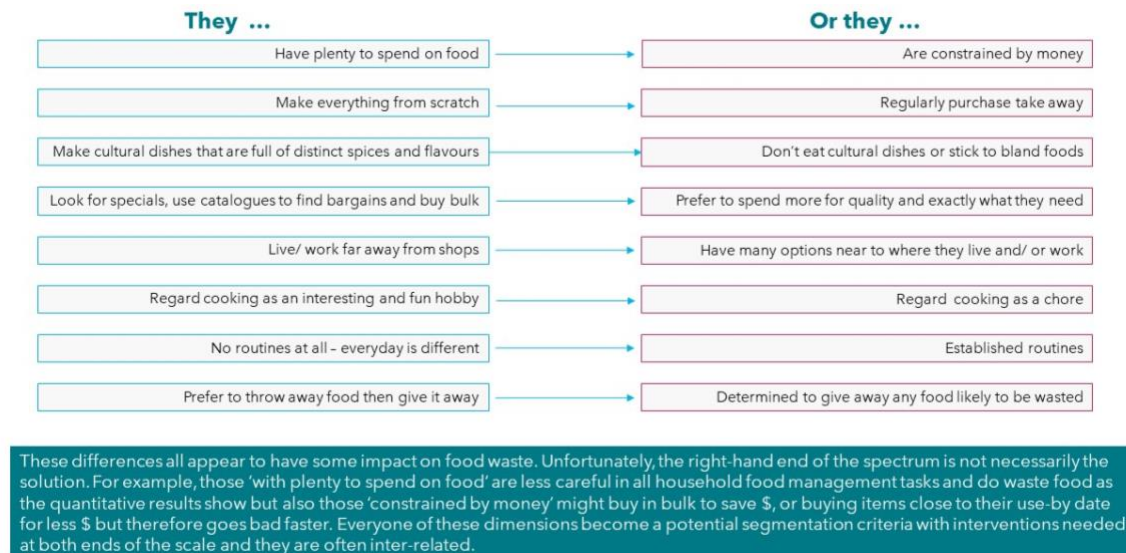 They ...
Or they ...
Have plenty to spend on food
Are constrained by money
Make everything from scratch
Regularly purchase take away
Make cultural dishes that are full of distinct spices and flavours
Don't eat cultural dishes or stick to bland foods
Look for specials, use catalogues to find bargains and buy bulk
Prefer to spend more for quality and exactly what they need
Live/ work far away from shops
Have many options near to where they live and/ or work
Regard cooking as an interesting and fun hobby
Regard cooking as a chore
No routines at all – everyday is different
Established routines
Prefer to throw away food then give it away
Determined to give away any food likely to be wasted
These differences all appear to have some impact on food waste. Unfortunately, the right-hand end of the spectrum is not necessarily the
solution. For example, those 'with plenty to spend on food' are less careful in all household food management tasks and do waste food as
the quantitative results show but also those 'constrained by money' might buy in bulk to save $, or buying items close to their use-by date
for less $ but therefore goes bad faster. Everyone of these dimensions become a potential segmentation criteria with interventions needed
at both ends of the scale and they are often inter-related.